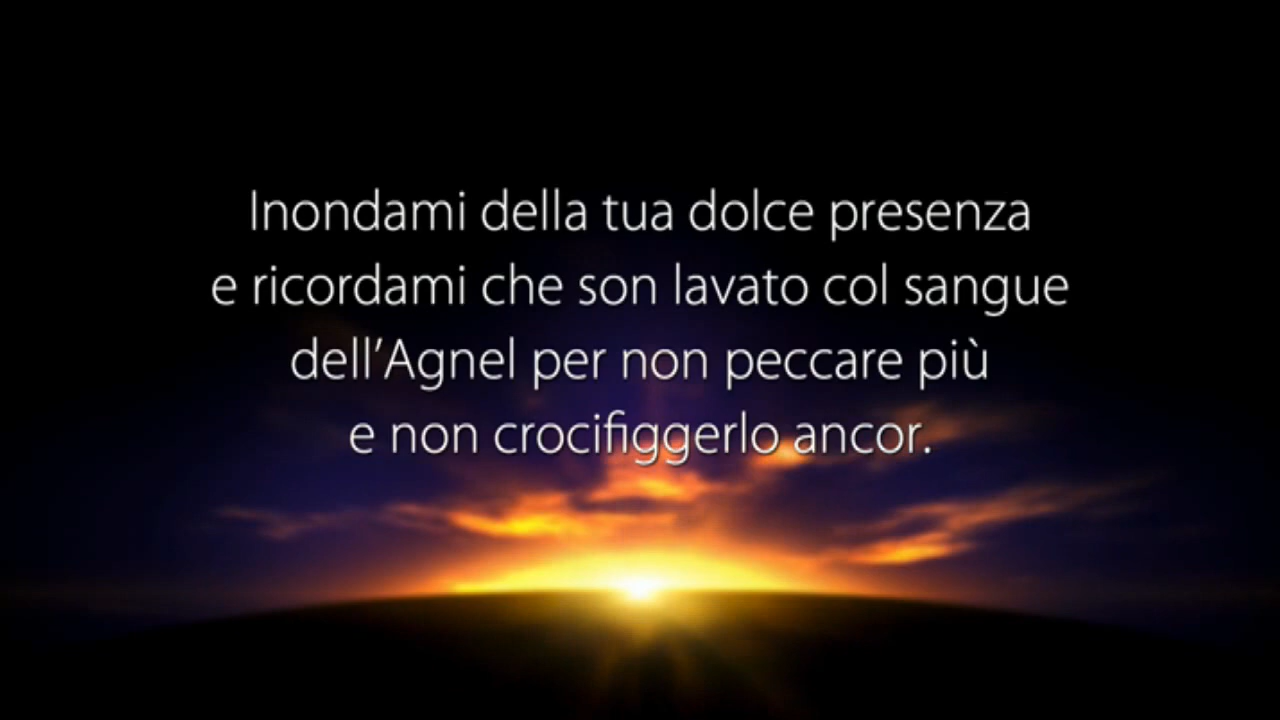 Inondami della tua dolce presenza
e ricordami che son lavato col sangue
dell’Agnel per non peccare più
e non crocifiggerlo ancor.